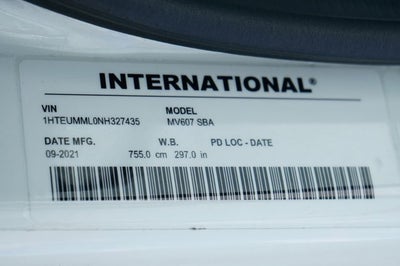 INTERNATIONAL®
VIN MODEL
1HTEUMML0NH327435 MV607 SBA
DATE MFG. W.B. PD LOC - DATE
09-2021 755.0 cm 297.0 in